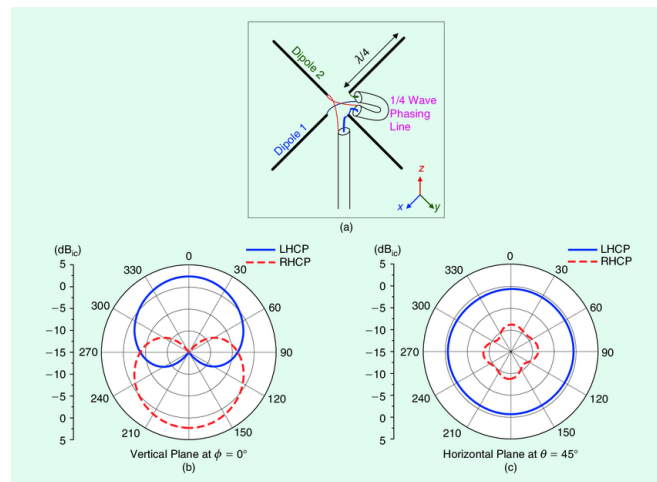 Dipole 2
λ/4
1/4 Wave
Phasing
Line
Dipole 1
z
x
y
(a)
(dBic)
LHCP
RHCP
5
0
−5
−10
−15
−10
−5
0
5
0
30
60
90
120
150
210
240
270
300
330
Vertical Plane at ϕ = 0°
(b)
(dBic)
LHCP
RHCP
5
0
−5
−10
−15
−10
−5
0
5
0
30
60
90
120
150
210
240
270
300
330
Horizontal Plane at θ = 45°
(c)